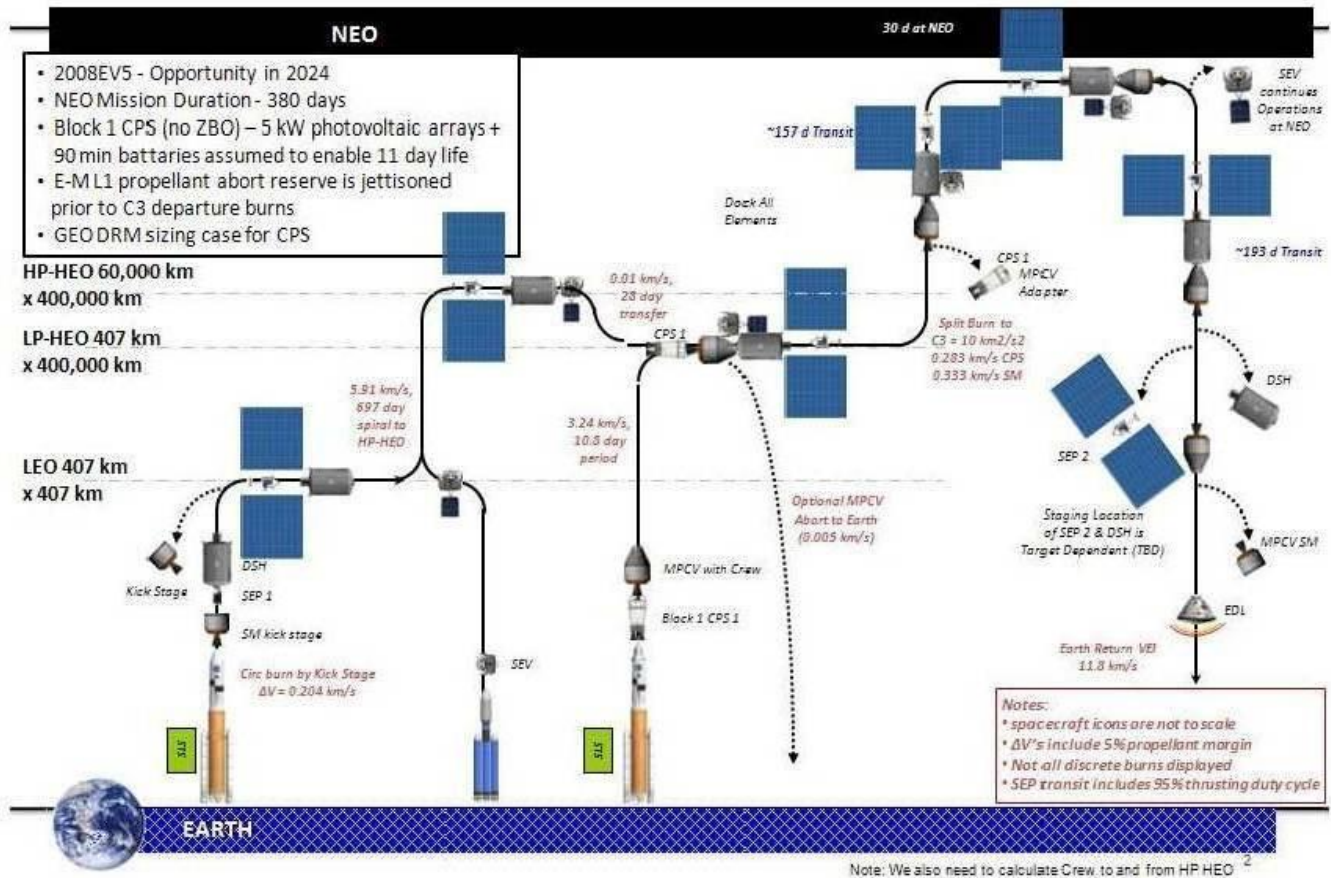 NEO
30 d at NEO
• 2008EV5 - Opportunity in 2024
• NEO Mission Duration - 380 days
• Block 1 CPS (no ZBO) – 5 kW photovoltaic arrays +
90 min battaries assumed to enable 11 day life
• E-M L1 propellant abort reserve is jettisoned
prior to C3 departure burns
• GEO DRM sizing case for CPS
SEV
continues
Operations
at NEO
~157 d Transit
Dock All
Elements
~193 d Transit
HP-HEO 60,000 km
x 400,000 km
0.01 km/s,
28 day
transfer
CPS 1
MPCV
Adapter
LP-HEO 407 km
x 400,000 km
CPS 1
Split Burn to
C3 = 10 km2/s2
0.283 km/s CPS
0.333 km/s SM
5.91 km/s,
697 day
spiral to
HP-HEO
3.24 km/s,
10.8 day
period
DSH
SEP 2
LEO 407 km
x 407 km
Optional MPCV
Abort to Earth
(0.005 km/s)
Staging Location
of SEP 2 & DSH is
Target Dependent (TBD)
MPCV SM
Kick Stage
DSH
SEP 1
SM kick stage
MPCV with Crew
Block 1 CPS 1
EDL
Circ burn by Kick Stage
ΔV = 0.204 km/s
SEV
Earth Return VEI
11.8 km/s
STS
STS
Notes:
• spacecraft icons are not to scale
• ΔV's include 5% propellant margin
• Not all discrete burns displayed
• SEP transit includes 95% thrusting duty cycle
EARTH
Note: We also need to calculate Crew to and from HP HEO
2